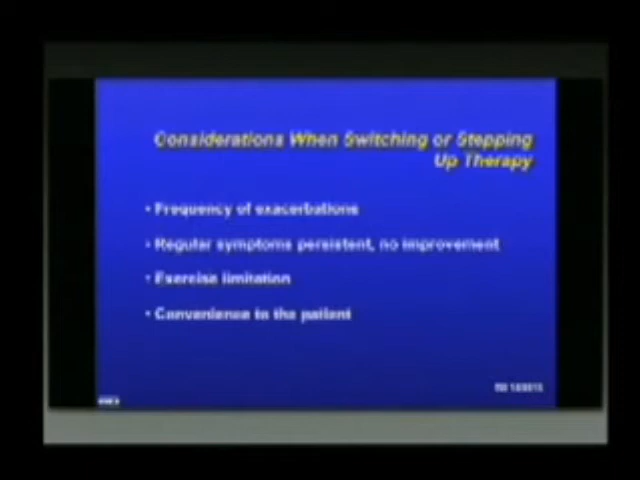 Considerations When Switching or Stepping
Up Therapy
• Frequency of exacerbations
• Regular symptoms persistent, no improvement
• Exercise limitation
• Convenience to the patient